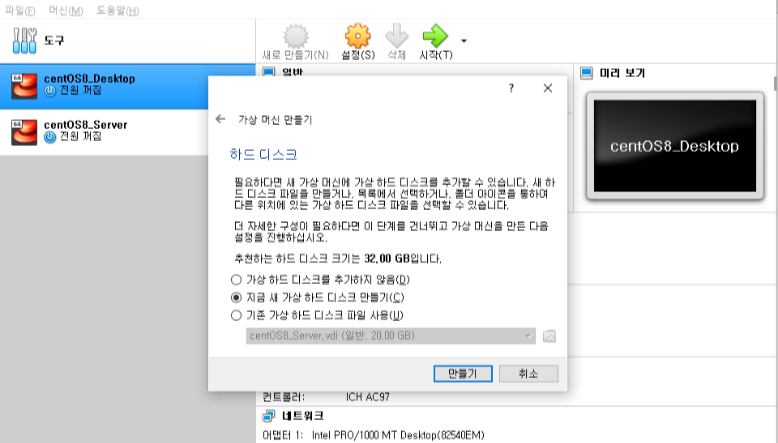 파일(F) 머신(M) 도움말(H)
도구
새로 만들기(N) 설정(S) 삭제 시작(T)
64
centOS8_Desktop
전원 꺼짐
64
centOS8_Server
전원 꺼짐
일반
미리 보기
centOS8_Desktop
?
가상 머신 만들기
하드 디스크
필요하다면 새 가상 머신에 가상 하드 디스크를 추가할 수 있습니다. 새 하
드 디스크 파일을 만들거나, 목록에서 선택하거나, 폴더 아이콘을 통하여
다른 위치에 있는 가상 하드 디스크 파일을 선택할 수 있습니다.
더 자세한 구성이 필요하다면 이 단계를 건너뛰고 가상 머신을 만든 다음
설정을 진행하십시오.
추천하는 하드 디스크 크기는 32.00 GB입니다.
가상 하드 디스크를 추가하지 않음(D)
지금 새 가상 하드 디스크 만들기(C)
기존 가상 하드 디스크 파일 사용(U)
centOS8_Server.vdi (일반, 20.00 GB)
만들기 취소
컨트롤러: ICH AC97
네트워크
어댑터 1: Intel PRO/1000 MT Desktop(82540EM)